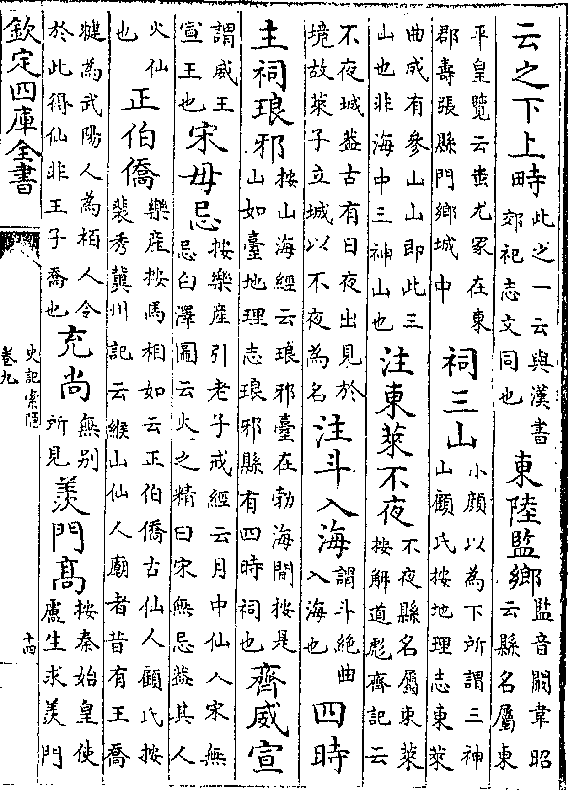 云之下上畤此之一云與漢書郊祀志文同也東陸監鄉監音闞韋昭云縣名屬東
平皇覽云蚩尤冢在東郡壽張縣門鄉城中祠三山小顔以為下所謂三神山顧氏按地理志東萊
曲成有參山山即此三山也非海中三神山也注東萊不夜不夜縣名屬東萊按解道彪齊記云
不夜城葢古有日夜出見於境故萊子立城以不夜為名注斗入海謂斗絶曲入海也四時
主祠琅邪按山海經云琅邪臺在勃海間按是山如臺地理志琅邪縣有四時祠也齊威宣
謂威王宣王也宋毋忌按樂産引老子戒經云月中仙人宋無忌白澤圖云火之精曰宋無忌葢其人
火仙也正伯僑樂産按馬相如云正伯僑古仙人顧氏按裴秀冀州記云緱山仙人廟者昔有王喬
犍為武陽人為栢人令於此得仙非王子喬也充尚無别所見羡門髙按秦始皇使盧生求羡門
欽定四庫全書
史記索隱
卷九
十四